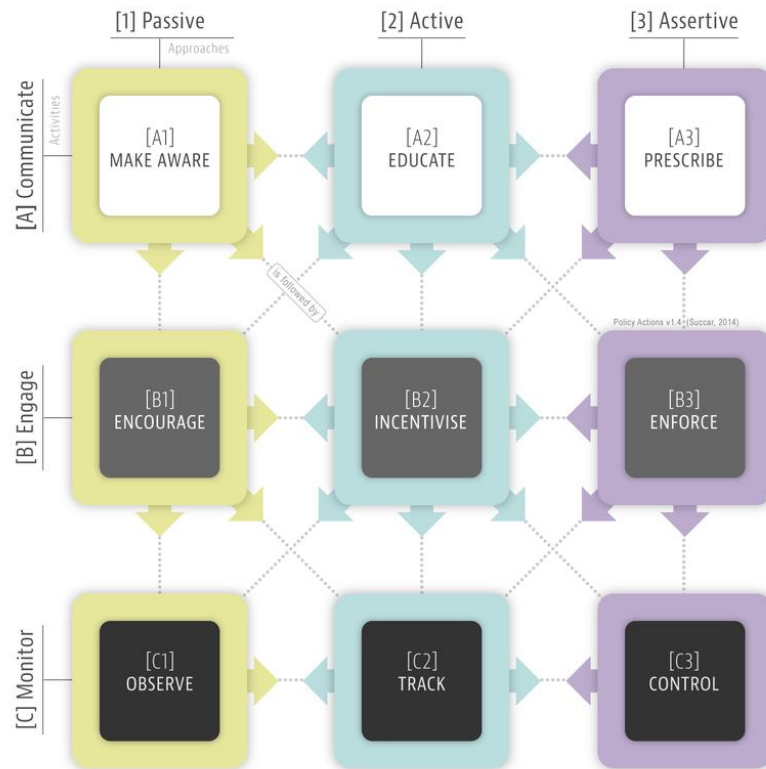 [1] Passive
[2] Active
[3] Assertive
Approaches
[A] Communicate
Activities
[A1]
MAKE AWARE
[A2]
EDUCATE
[A3]
PRESCRIBE
is followed by
Policy Actions v1.4 (Succar, 2014)
[B] Engage
[B1]
ENCOURAGE
[B2]
INCENTIVISE
[B3]
ENFORCE
[C] Monitor
[C1]
OBSERVE
[C2]
TRACK
[C3]
CONTROL